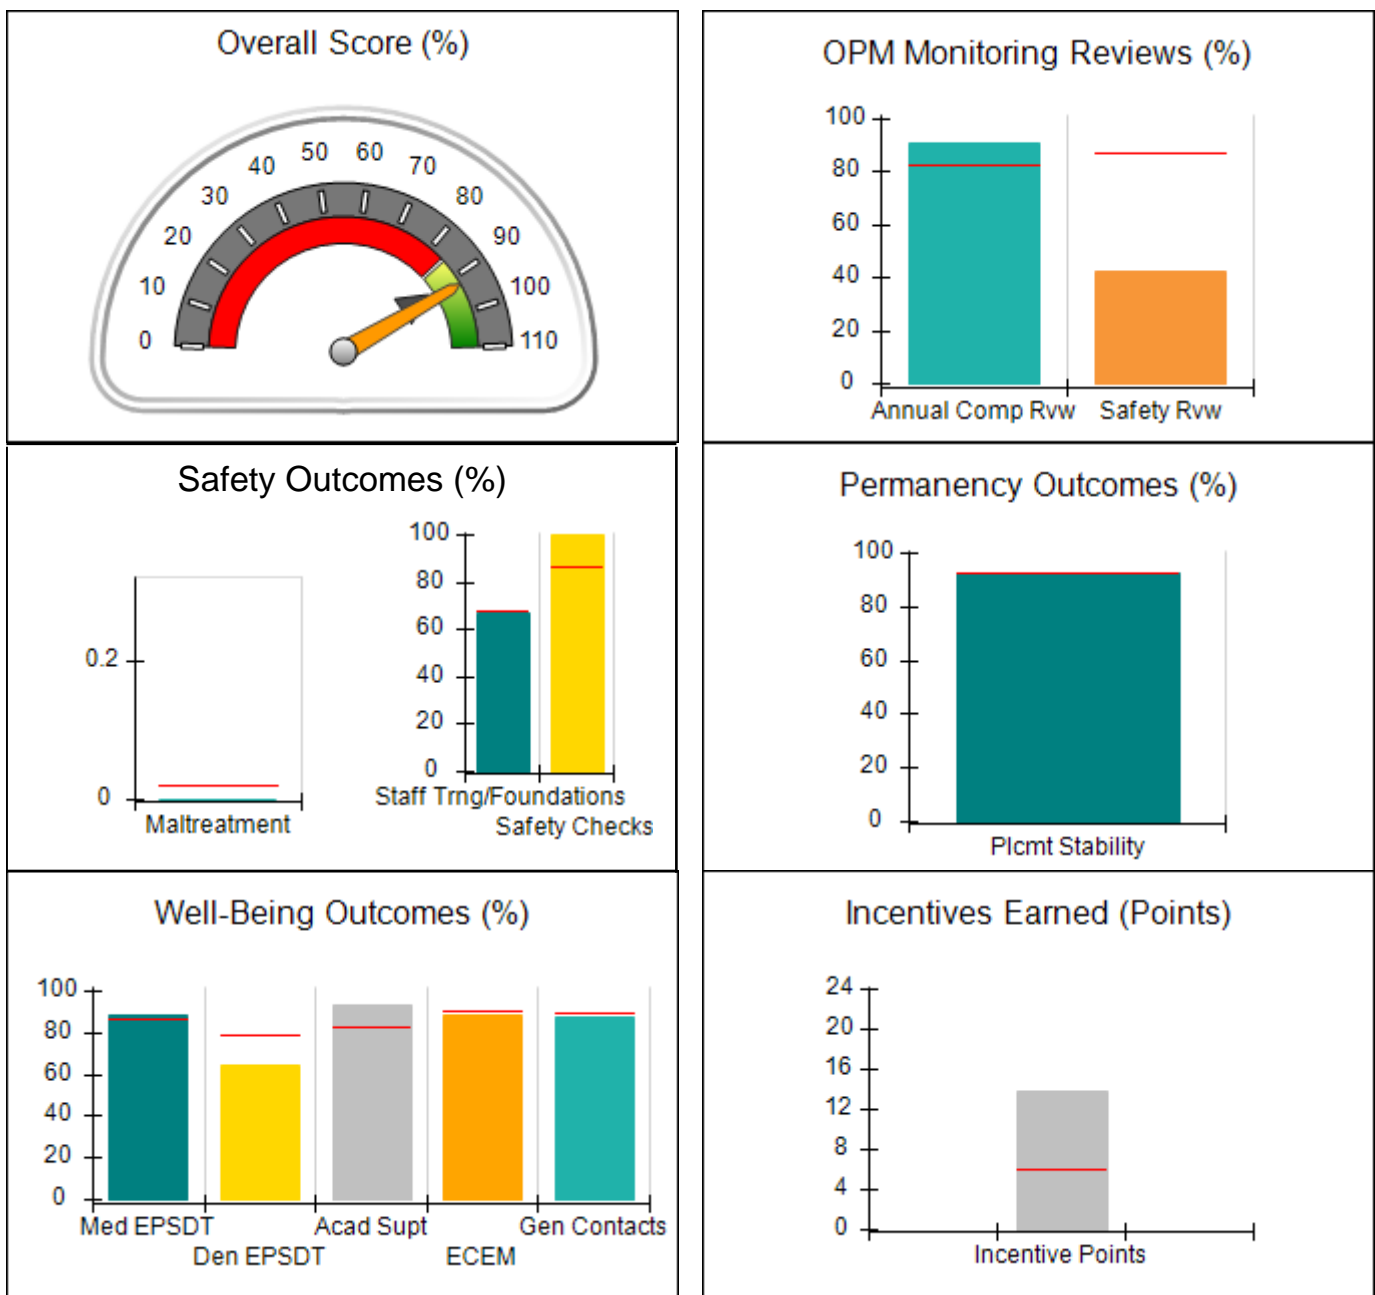 Overall Score (%)
0
10
20
30
40
50
60
70
80
90
100
110
OPM Monitoring Reviews (%)
100
80
60
40
20
0
Annual Comp Rvw
Safety Rvw
Safety Outcomes (%)
0.2
0
Maltreatment
100
80
60
40
20
0
Staff Trng/Foundations
Safety Checks
Permanency Outcomes (%)
100
80
60
40
20
0
Plcmt Stability
Well-Being Outcomes (%)
100
80
60
40
20
0
Med EPSDT
Den EPSDT
Acad Supt
ECEM
Gen Contacts
Incentives Earned (Points)
24
20
16
12
8
4
0
Incentive Points